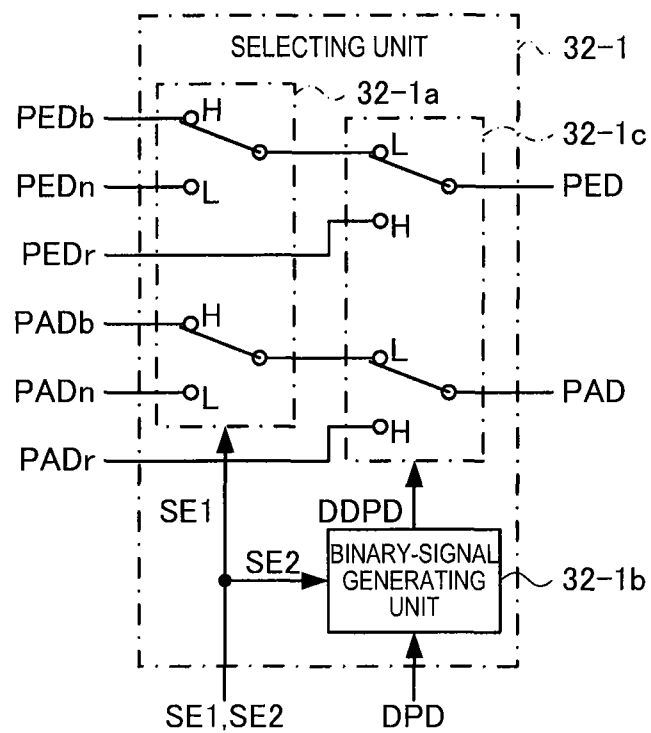 SELECTING UNIT
32-1
32-1a
PEDb
H
32-1c
L
PEDn
L
PED
PEDr
H
PADb
H
L
PADn
L
PAD
PADr
H
SE1
DDPD
SE2
BINARY-SIGNAL
GENERATING
UNIT
32-1b
SE1,SE2
DPD